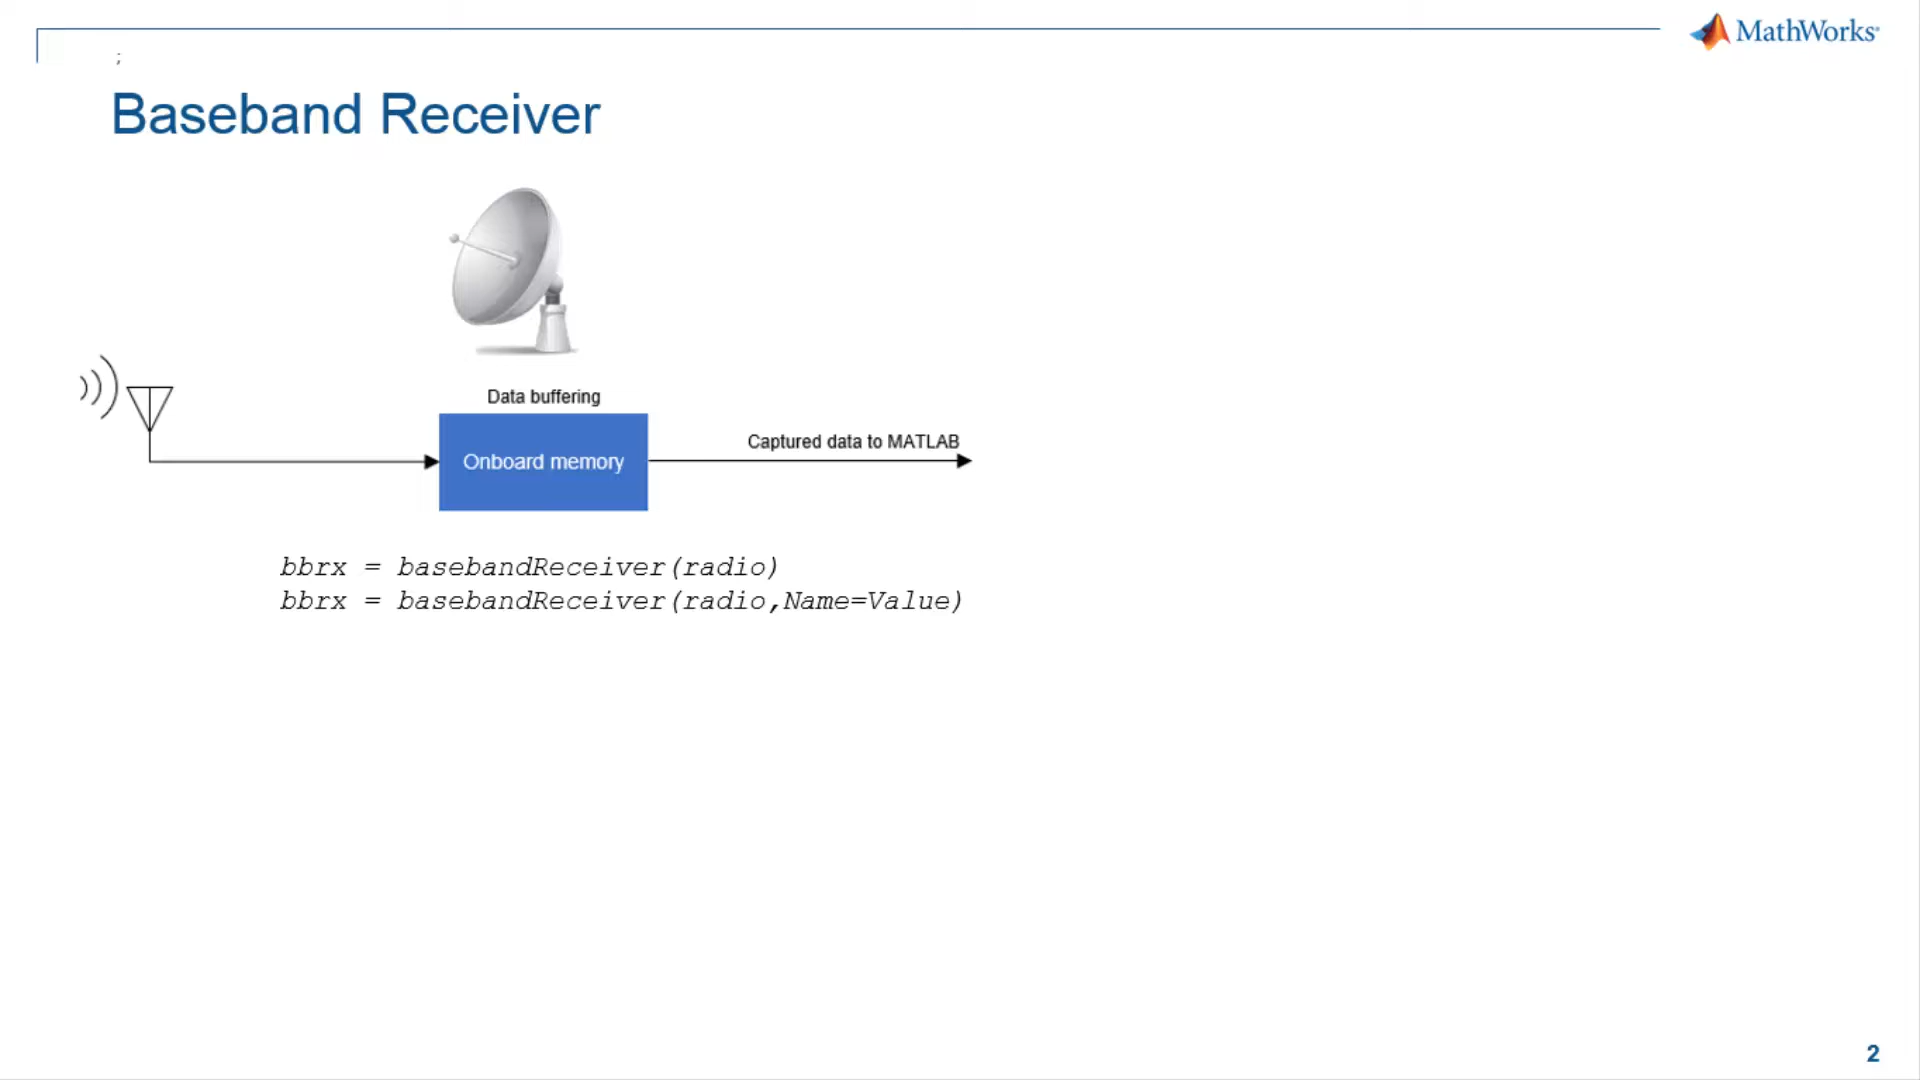 MathWorks
;
Baseband Receiver
Data buffering
Onboard memory
Captured data to MATLAB
bbrx = basebandReceiver(radio)
bbrx = basebandReceiver(radio,Name=Value)
2